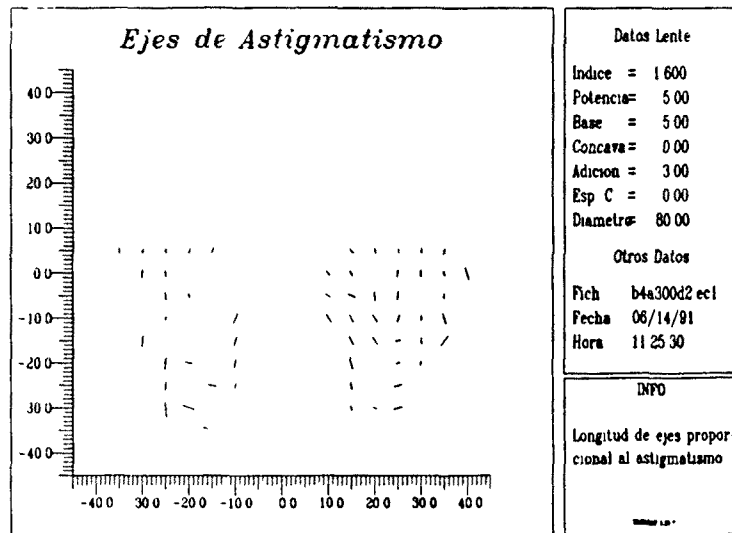 Ejes de Astigmatismo
40 0
30 0
20 0
10 0
0 0
-10 0
-20 0
-30 0
-40 0
-40 0 -30 0 -20 0 -10 0 0 0 10 0 20 0 30 0 40 0
Datos Lente
Indice = 1 600
Potencia= 5 00
Base = 5 00
Concava= 0 00
Adicion = 3 00
Esp C = 0 00
Diametro= 80 00
Otros Datos
Fich b4a300d2 ec1
Fecha 06/14/91
Hora 11 25 30
INFO
Longitud de ejes propor-
cional al astigmatismo